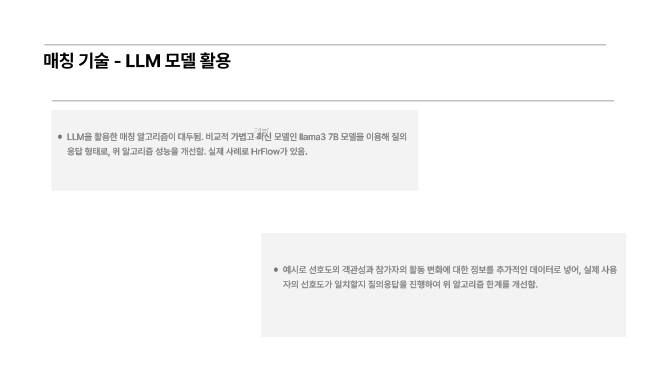 매칭 기술 - LLM 모델 활용
LLM을 활용한 매칭 알고리즘이 대두됨. 비교적 가볍고 최신 모델인 llama3 7B 모델을 이용해 질의
응답 형태로, 위 알고리즘 성능을 개선함. 실제 사례로 HrFlow가 있음.
예시로 선호도의 객관성과 참가자의 활동 변화에 대한 정보를 추가적인 데이터로 넣어, 실제 사용
자의 선호도가 일치할지 질의응답을 진행하여 위 알고리즘 한계를 개선함.